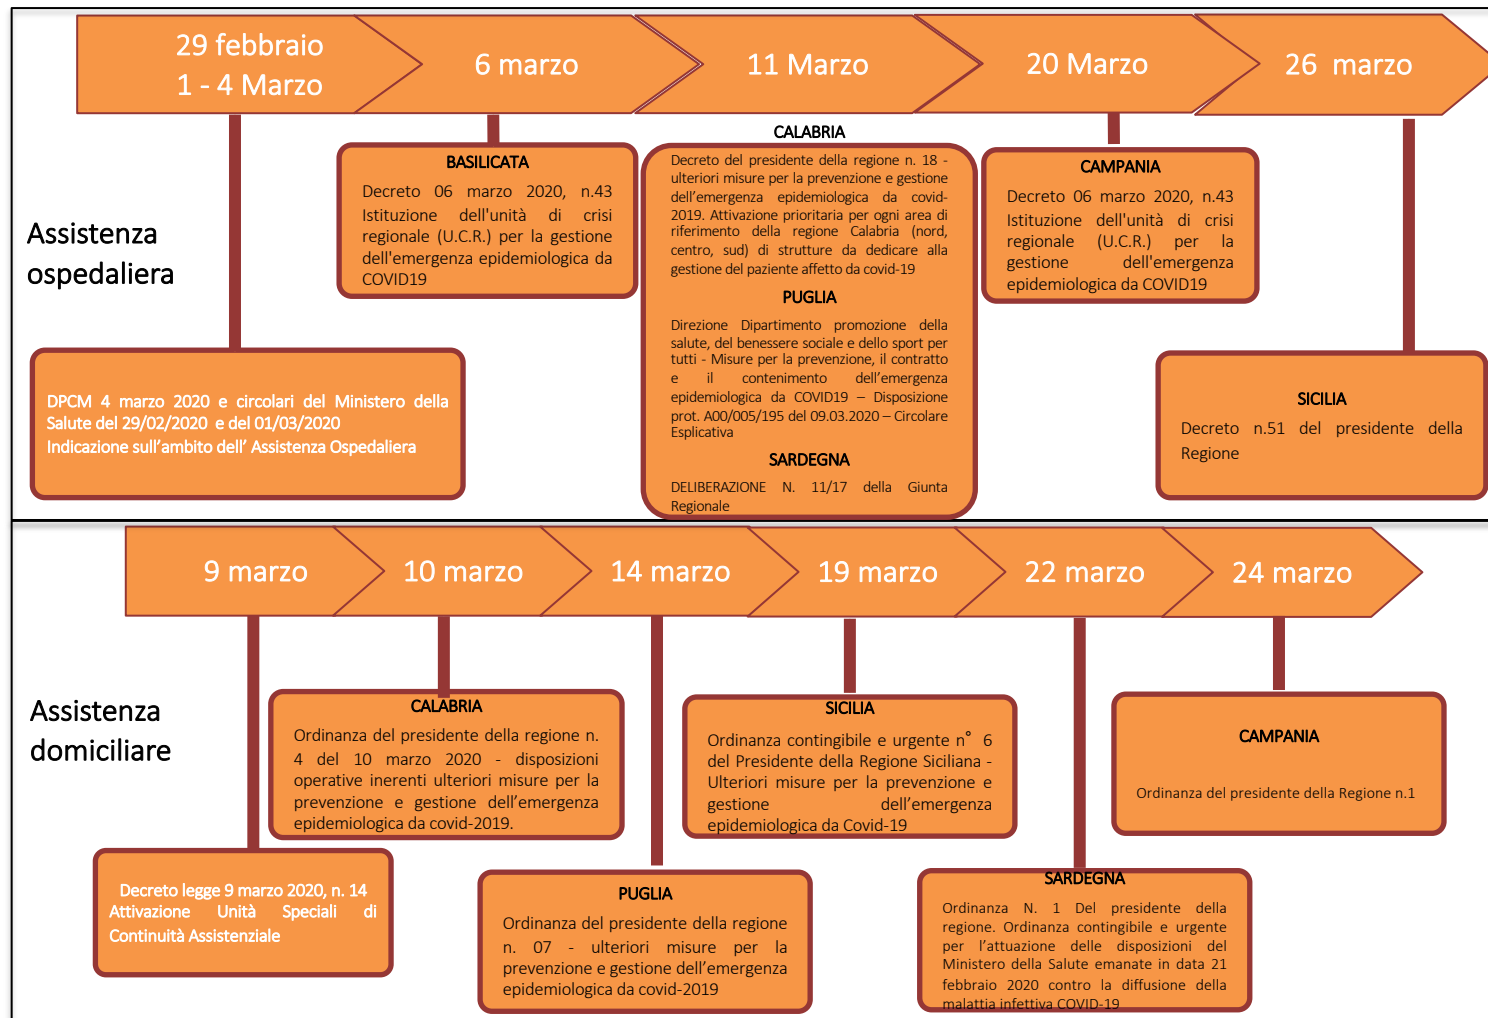 29 febbraio
1 - 4 Marzo
6 marzo
11 Marzo
20 Marzo
26 marzo
Assistenza
ospedaliera
DPCM 4 marzo 2020 e circolari del Ministero della
Salute del 29/02/2020 e del 01/03/2020
Indicazione sull'ambito dell' Assistenza Ospedaliera
BASILICATA
Decreto 06 marzo 2020, n.43
Istituzione dell'unità di crisi
regionale (U.C.R.) per la gestione
dell'emergenza epidemiologica da
COVID19
CALABRIA
Decreto del presidente della regione n. 18 -
ulteriori misure per la prevenzione e gestione
dell'emergenza epidemiologica da covid-
2019. Attivazione prioritaria per ogni area di
riferimento della regione Calabria (nord,
centro, sud) di strutture da dedicare alla
gestione del paziente affetto da covid-19
PUGLIA
Direzione Dipartimento promozione della
salute, del benessere sociale e dello sport per
tutti - Misure per la prevenzione, il contratto
e il contenimento dell'emergenza
epidemiologica da COVID19 – Disposizione
prot. A00/005/195 del 09.03.2020 – Circolare
Esplicativa
SARDEGNA
DELIBERAZIONE N. 11/17 della Giunta
Regionale
CAMPANIA
Decreto 06 marzo 2020, n.43
Istituzione dell'unità di crisi
regionale (U.C.R.) per la
gestione dell'emergenza
epidemiologica da COVID19
SICILIA
Decreto n.51 del presidente della
Regione
9 marzo
10 marzo
14 marzo
19 marzo
22 marzo
24 marzo
Assistenza
domiciliare
Decreto legge 9 marzo 2020, n. 14
Attivazione Unità Speciali di
Continuità Assistenziale
CALABRIA
Ordinanza del presidente della regione n.
4 del 10 marzo 2020 - disposizioni
operative inerenti ulteriori misure per la
prevenzione e gestione dell'emergenza
epidemiologica da covid-2019.
PUGLIA
Ordinanza del presidente della regione
n. 07 - ulteriori misure per la
prevenzione e gestione dell'emergenza
epidemiologica da covid-2019
SICILIA
Ordinanza contingibile e urgente n° 6
del Presidente della Regione Siciliana -
Ulteriori misure per la prevenzione e
gestione dell'emergenza
epidemiologica da Covid-19
SARDEGNA
Ordinanza N. 1 Del presidente della
regione. Ordinanza contingibile e urgente
per l'attuazione delle disposizioni del
Ministero della Salute emanate in data 21
febbraio 2020 contro la diffusione della
malattia infettiva COVID-19
CAMPANIA
Ordinanza del presidente della Regione n.1